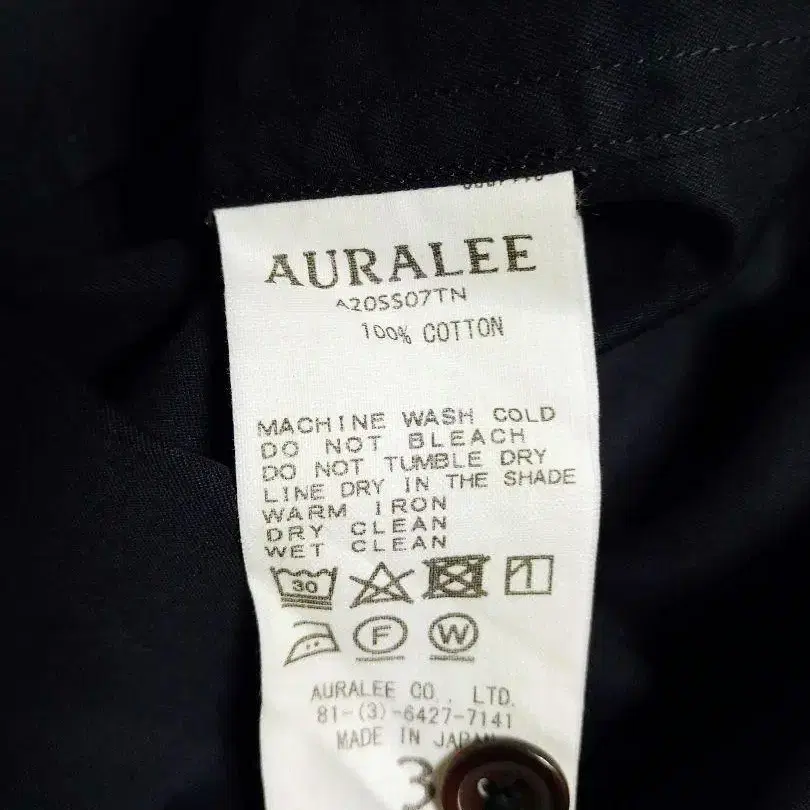 AURALEE
A20SS07TN
100% COTTON
MACHINE WASH COLD
DO NOT BLEACH
DO NOT TUMBLE DRY
LINE DRY IN THE SHADE
WARM IRON
DRY CLEAN
WET CLEAN
30
F W
AURALEE CO., LTD.
81-(3)-6427-7141
MADE IN JAPAN
3